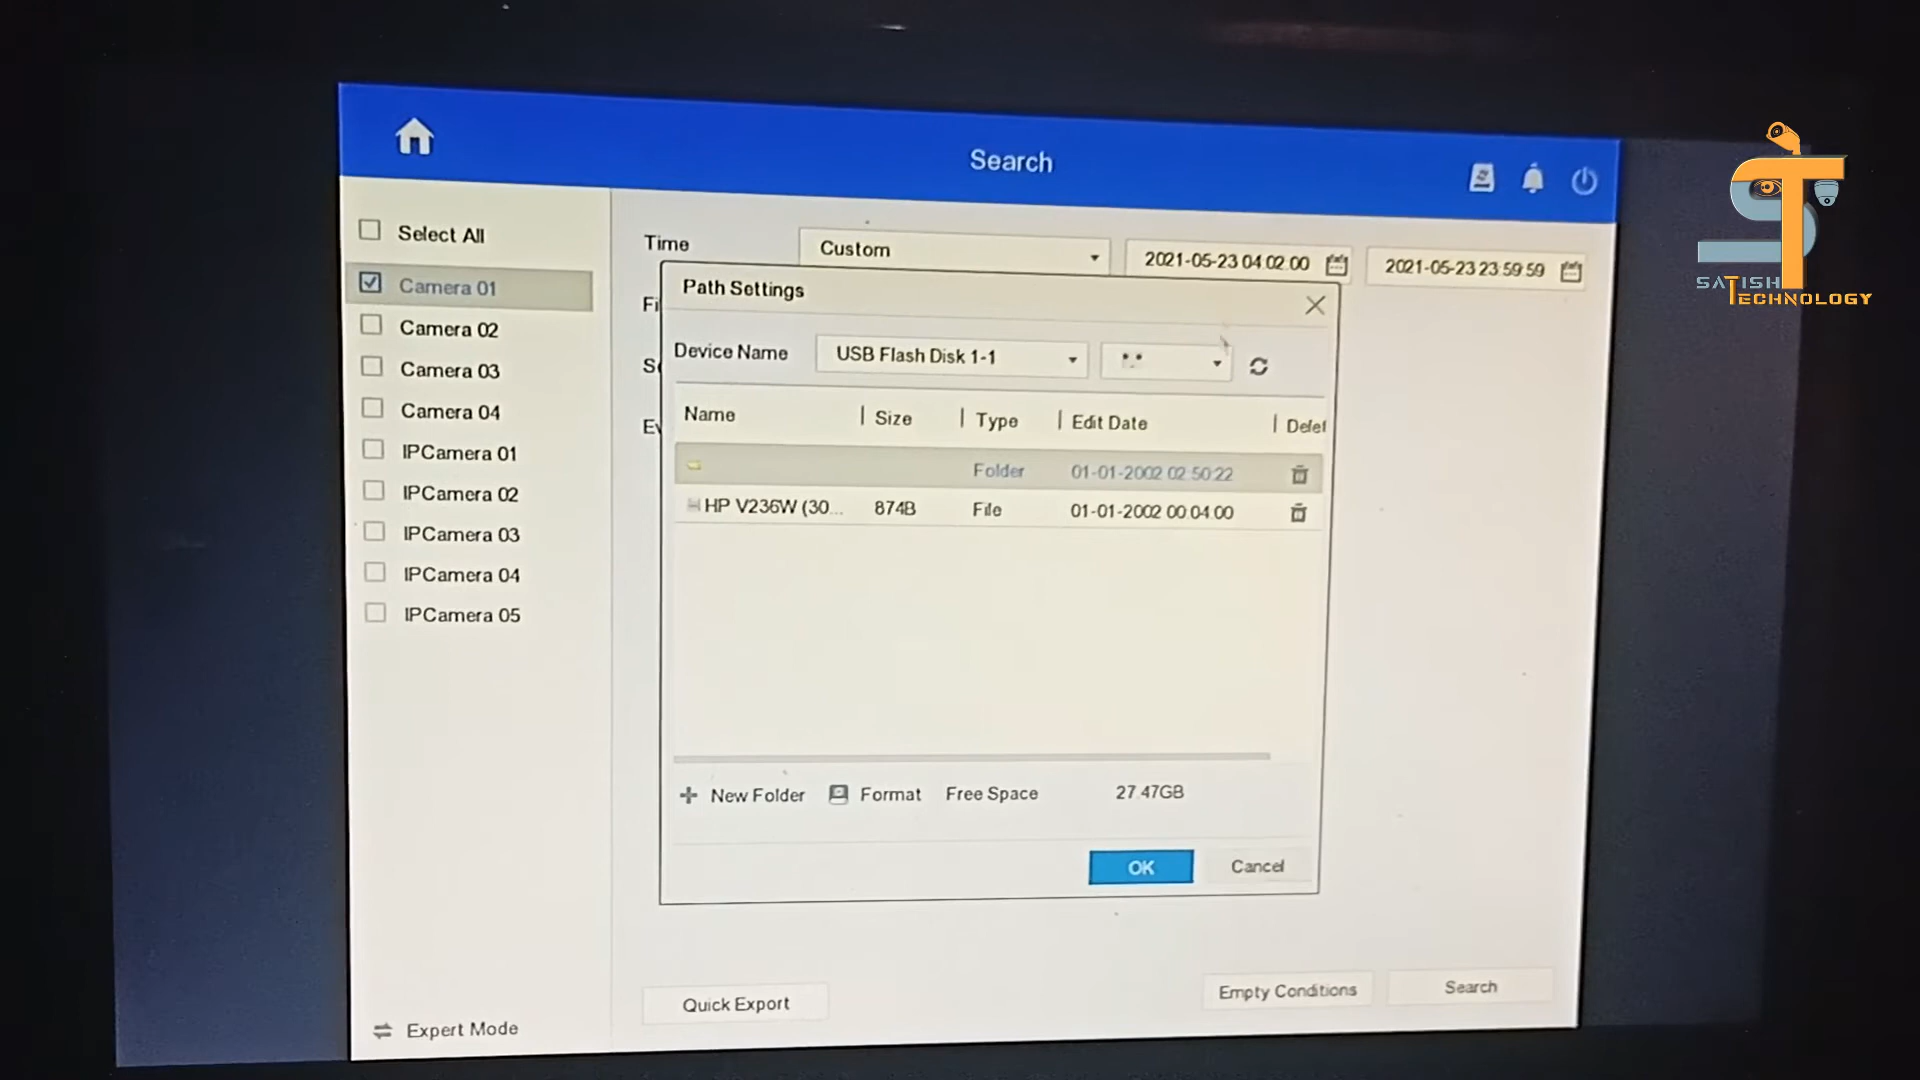 Search
Select All
Camera 01
Camera 02
Camera 03
Camera 04
IPCamera 01
IPCamera 02
IPCamera 03
IPCamera 04
IPCamera 05
Expert Mode
Time
Custom
2021-05-23 04:02:00
2021-05-23 23:59:59
Fi
Ev
Path Settings
Device Name
USB Flash Disk 1-1
*.*
Name
Size
Type
Edit Date
Delet
Folder
01-01-2002 02:50:22
HP V236W (30...
874B
File
01-01-2002 00:04:00
New Folder
Format
Free Space
27.47GB
OK
Cancel
Quick Export
Empty Conditions
Search
SATISH
TECHNOLOGY